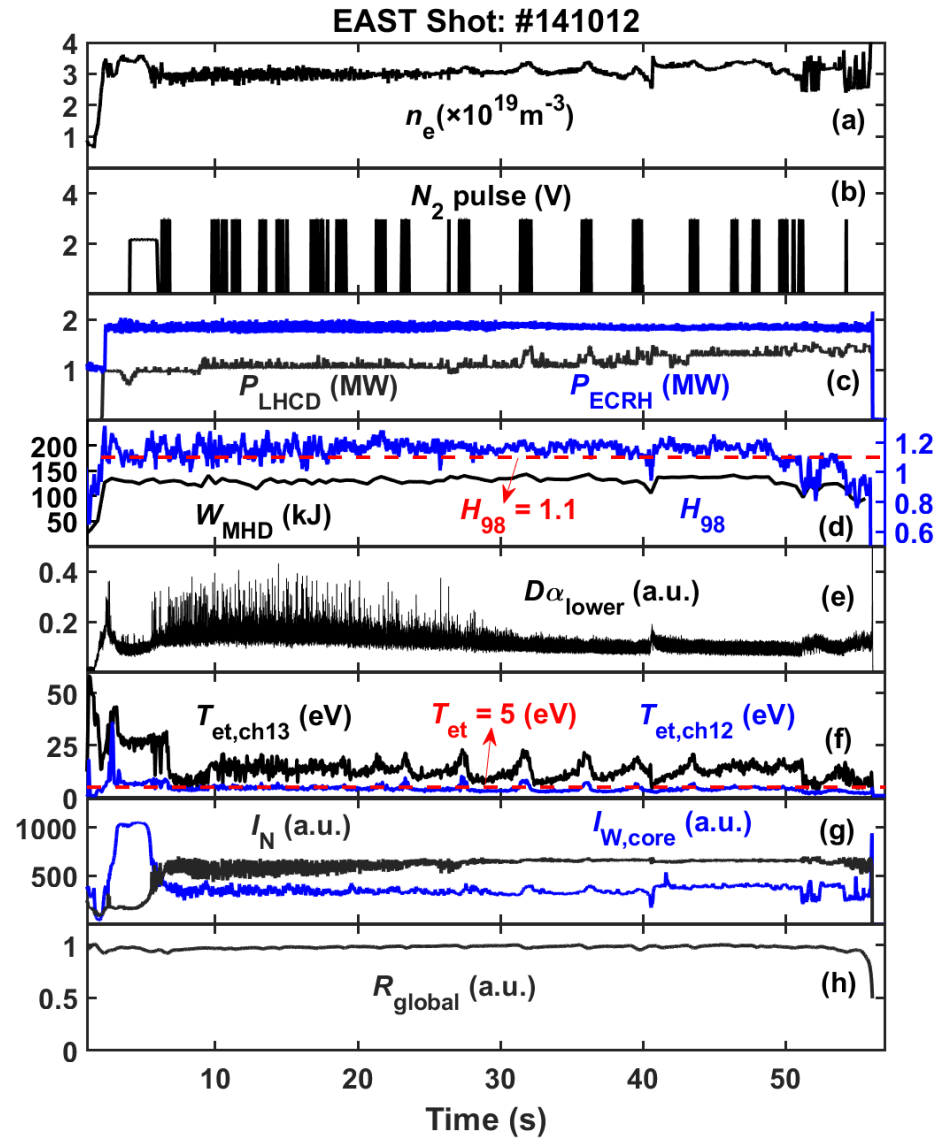 EAST Shot: #141012
4
3
2
1
n_e(×10^19 m^-3)
(a)
4
2
N_2 pulse (V)
(b)
2
1
P_LHCD (MW)
P_ECRH (MW)
(c)
200
150
100
50
1.2
1
0.8
0.6
W_MHD (kJ)
H_98 = 1.1
H_98
(d)
0.4
0.2
Dα_lower (a.u.)
(e)
50
25
0
T_et,ch13 (eV)
T_et = 5 (eV)
T_et,ch12 (eV)
(f)
1000
500
I_N (a.u.)
I_W,core (a.u.)
(g)
1
0.5
0
R_global (a.u.)
(h)
10 20 30 40 50
Time (s)